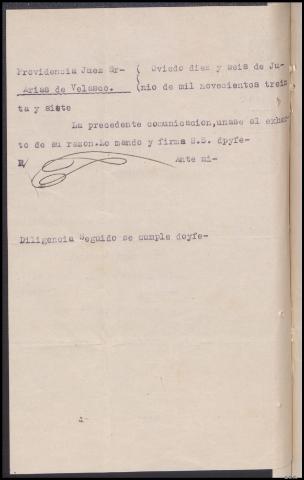 Providencia Juez Sr- ( Oviedo diez y seis de Ju-
Arias de Velasco. (nio de mil novecientos trein
ta y siete
La precedente comunicacion,unase al exhor
to de su razon.Lo mando y firma S.S. dpyfe-
E/ Ante mi-
Diligencia Seguido se cumple doyfe-